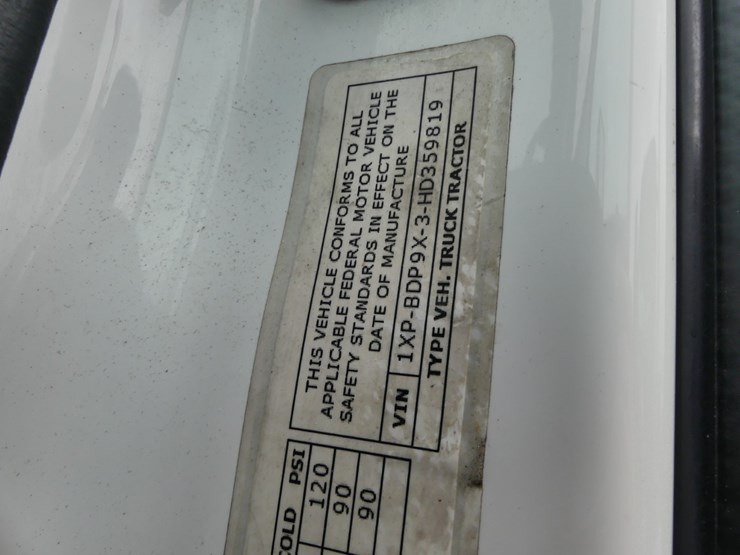 THIS VEHICLE CONFORMS TO ALL
APPLICABLE FEDERAL MOTOR VEHICLE
SAFETY STANDARDS IN EFFECT ON THE
DATE OF MANUFACTURE
VIN 1XP-BDP9X-3-HD359819
TYPE VEH. TRUCK TRACTOR
COLD PSI
120
90
90